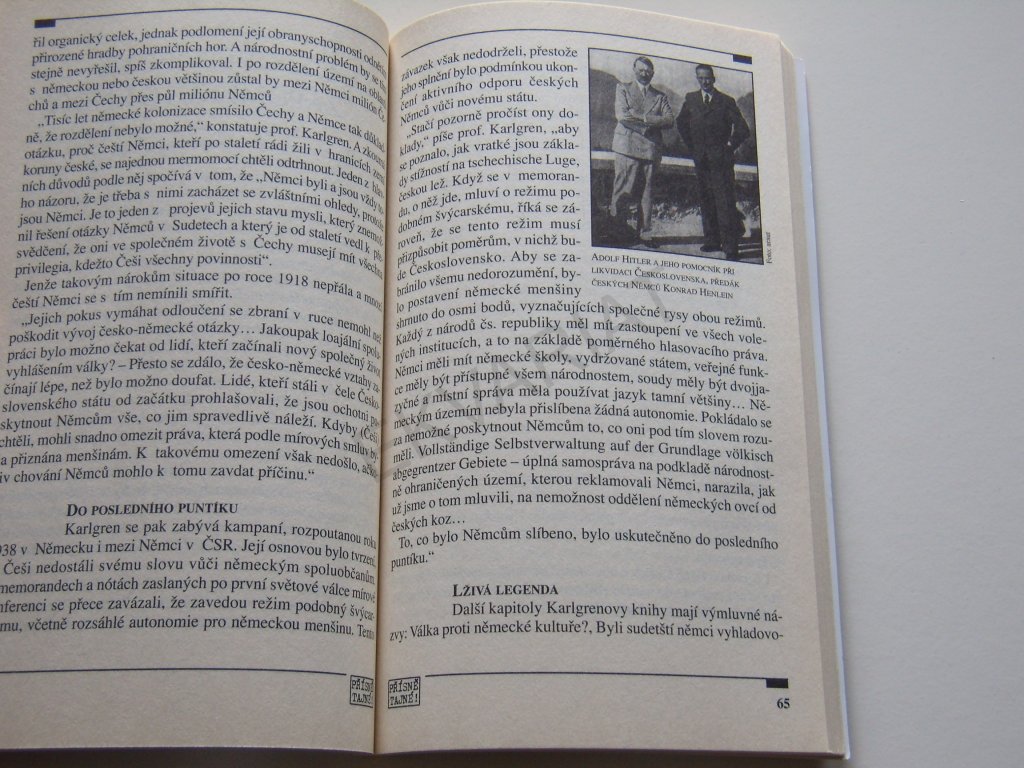 řil organický celek, jednak podlomení její obranyschopnosti
přirozené hradby pohraničních hor. A národnostní problém by se
stejně nevyřešil, spíš zkomplikoval. I po rozdělení území na
s německou nebo českou většinou zůstal by mezi Němci milión
chů a mezi Čechy přes půl miliónu Němců
„Tisíc let německé kolonizace smísilo Čechy a Němce tak
ně, že rozdělení nebylo možné,“ konstatuje prof. Karlgren. A
otázku, proč čeští Němci, kteří po staletí rádi žili v hranicích
koruny české, se najednou mermomocí chtěli odtrhnout. Jeden z
ních důvodů podle něj spočívá v tom, že „Němci byli a jsou vždy
ho názoru, že je třeba s nimi zacházet se zvláštními ohledy,
jsou Němci. Je to jeden z projevů jejich stavu mysli, který
nil řešení otázky Němců v Sudetech a který je od staletí vedl k
svědčení, že oni ve společném životě s Čechy musejí mít všechna
privilegia, kdežto Češi všechny povinnosti“.
Jenže takovým nárokům situace po roce 1918 nepřála a
čeští Němci se s tím nemínili smířit.
„Jejich pokus vymáhat odloučení se zbraní v ruce nemohl než
poškodit vývoj česko-německé otázky… Jakoupak loajální
práci bylo možno čekat od lidí, kteří začínali nový společný život
vyhlášením války? – Přesto se zdálo, že česko-německé vztahy
čínají lépe, než bylo možno doufat. Lidé, kteří stáli v čele Česko-
slovenského státu od začátku prohlašovali, že jsou ochotni
skytnout Němcům vše, co jim spravedlivě náleží. Kdyby (Češi)
chtěli, mohli snadno omezit práva, která podle mírových smluv
la přiznána menšinám. K takovému omezení však nedošlo,
iv chování Němců mohlo k tomu zavdat příčinu.“
DO POSLEDNÍHO PUNTÍKU
Karlgren se pak zabývá kampaní, rozpoutanou roku
938 v Německu i mezi Němci v ČSR. Její osnovou bylo tvrzení,
Češi nedostáli svému slovu vůči německým spoluobčanům
memorandech a nótách zaslaných po první světové válce mírové
nferenci se přece zavázali, že zavedou režim podobný švýcar-
mu, včetně rozsáhlé autonomie pro německou menšinu. Tento
PŘÍSNĚ
TAJNÉ!
závazek však nedodrželi, přestože
jeho splnění bylo podmínkou ukon-
čení aktivního odporu českých
Němců vůči novému státu.
„Stačí pozorně pročíst ony do-
klady,“ píše prof. Karlgren, „aby
se poznalo, jak vratké jsou zákla-
dy stížností na tschechische Luge,
českou lež. Když se v memoran-
du, o něž jde, mluví o režimu po-
dobném švýcarskému, říká se zá-
roveň, že se tento režim musí
přizpůsobit poměrům, v nichž bu-
de Československo. Aby se za-
bránilo všemu nedorozumění, by-
lo postavení německé menšiny
shrnuto do osmi bodů, vyznačujících společné rysy obou režimů.
Každý z národů čs. republiky měl mít zastoupení ve všech vole-
ných institucích, a to na základě poměrného hlasovacího práva.
Němci měli mít německé školy, vydržované státem, veřejné funk-
ce měly být přístupné všem národnostem, soudy měly být dvojja-
zyčné a místní správa měla používat jazyk tamní většiny… Ně-
meckým územím nebyla přislíbena žádná autonomie. Pokládalo se
za nemožné poskytnout Němcům to, co oni pod tím slovem rozu-
měli. Vollständige Selbstverwaltung auf der Grundlage völkisch
abgegrentzer Gebiete – úplná samospráva na podkladě národnost-
ně ohraničených území, kterou reklamovali Němci, narazila, jak
už jsme o tom mluvili, na nemožnost oddělení německých ovcí od
českých koz…
To, co bylo Němcům slíbeno, bylo uskutečněno do posledního
puntíku.“
ADOLF HITLER A JEHO POMOCNÍK PŘI
LIKVIDACI ČESKOSLOVENSKA, PŘEDÁK
ČESKÝCH NĚMCŮ KONRAD HENLEIN
LŽIVÁ LEGENDA
Další kapitoly Karlgrenovy knihy mají výmluvné ná-
zvy: Válka proti německé kultuře?, Byli sudetští němci vyhladovo-
PŘÍSNĚ
TAJNÉ!
65